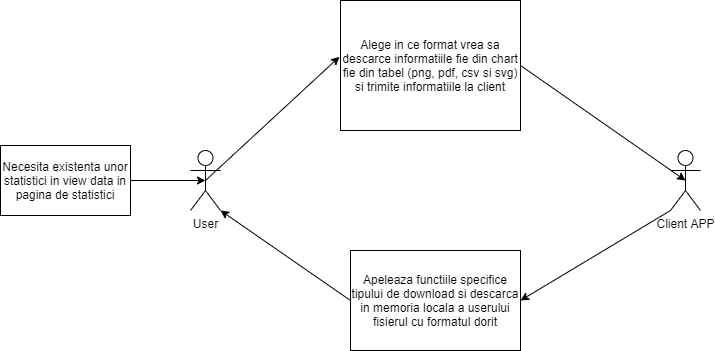 Alege in ce format vrea sa
descarce informatiile fie din chart
fie din tabel (png, pdf, csv si svg)
si trimite informatiile la client
Necesita existenta unor
statistici in view data in
pagina de statistici
User
Client APP
Apeleaza functiile specifice
tipului de download si descarca
in memoria locala a userului
fisierul cu formatul dorit